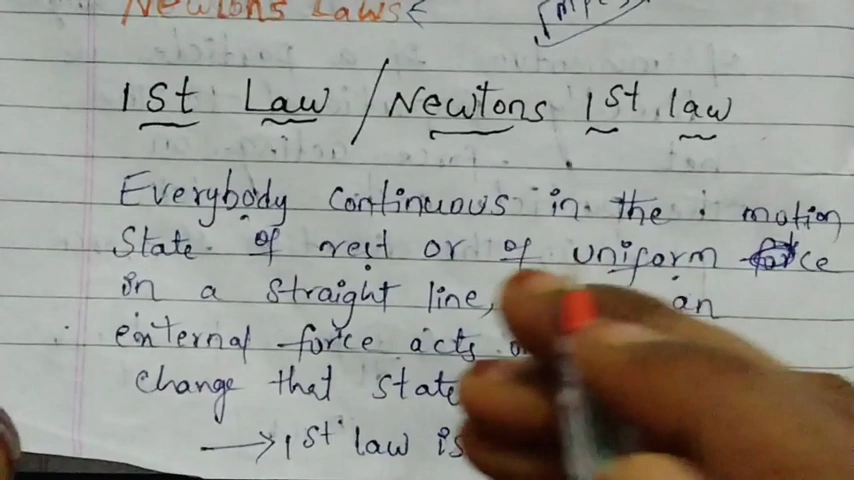 Newtons Laws
1st Law / Newtons 1st law
Everybody continuous in the motion
State of rest or of uniform force
in a straight line, an
external force acts
change that state
→ 1st law is